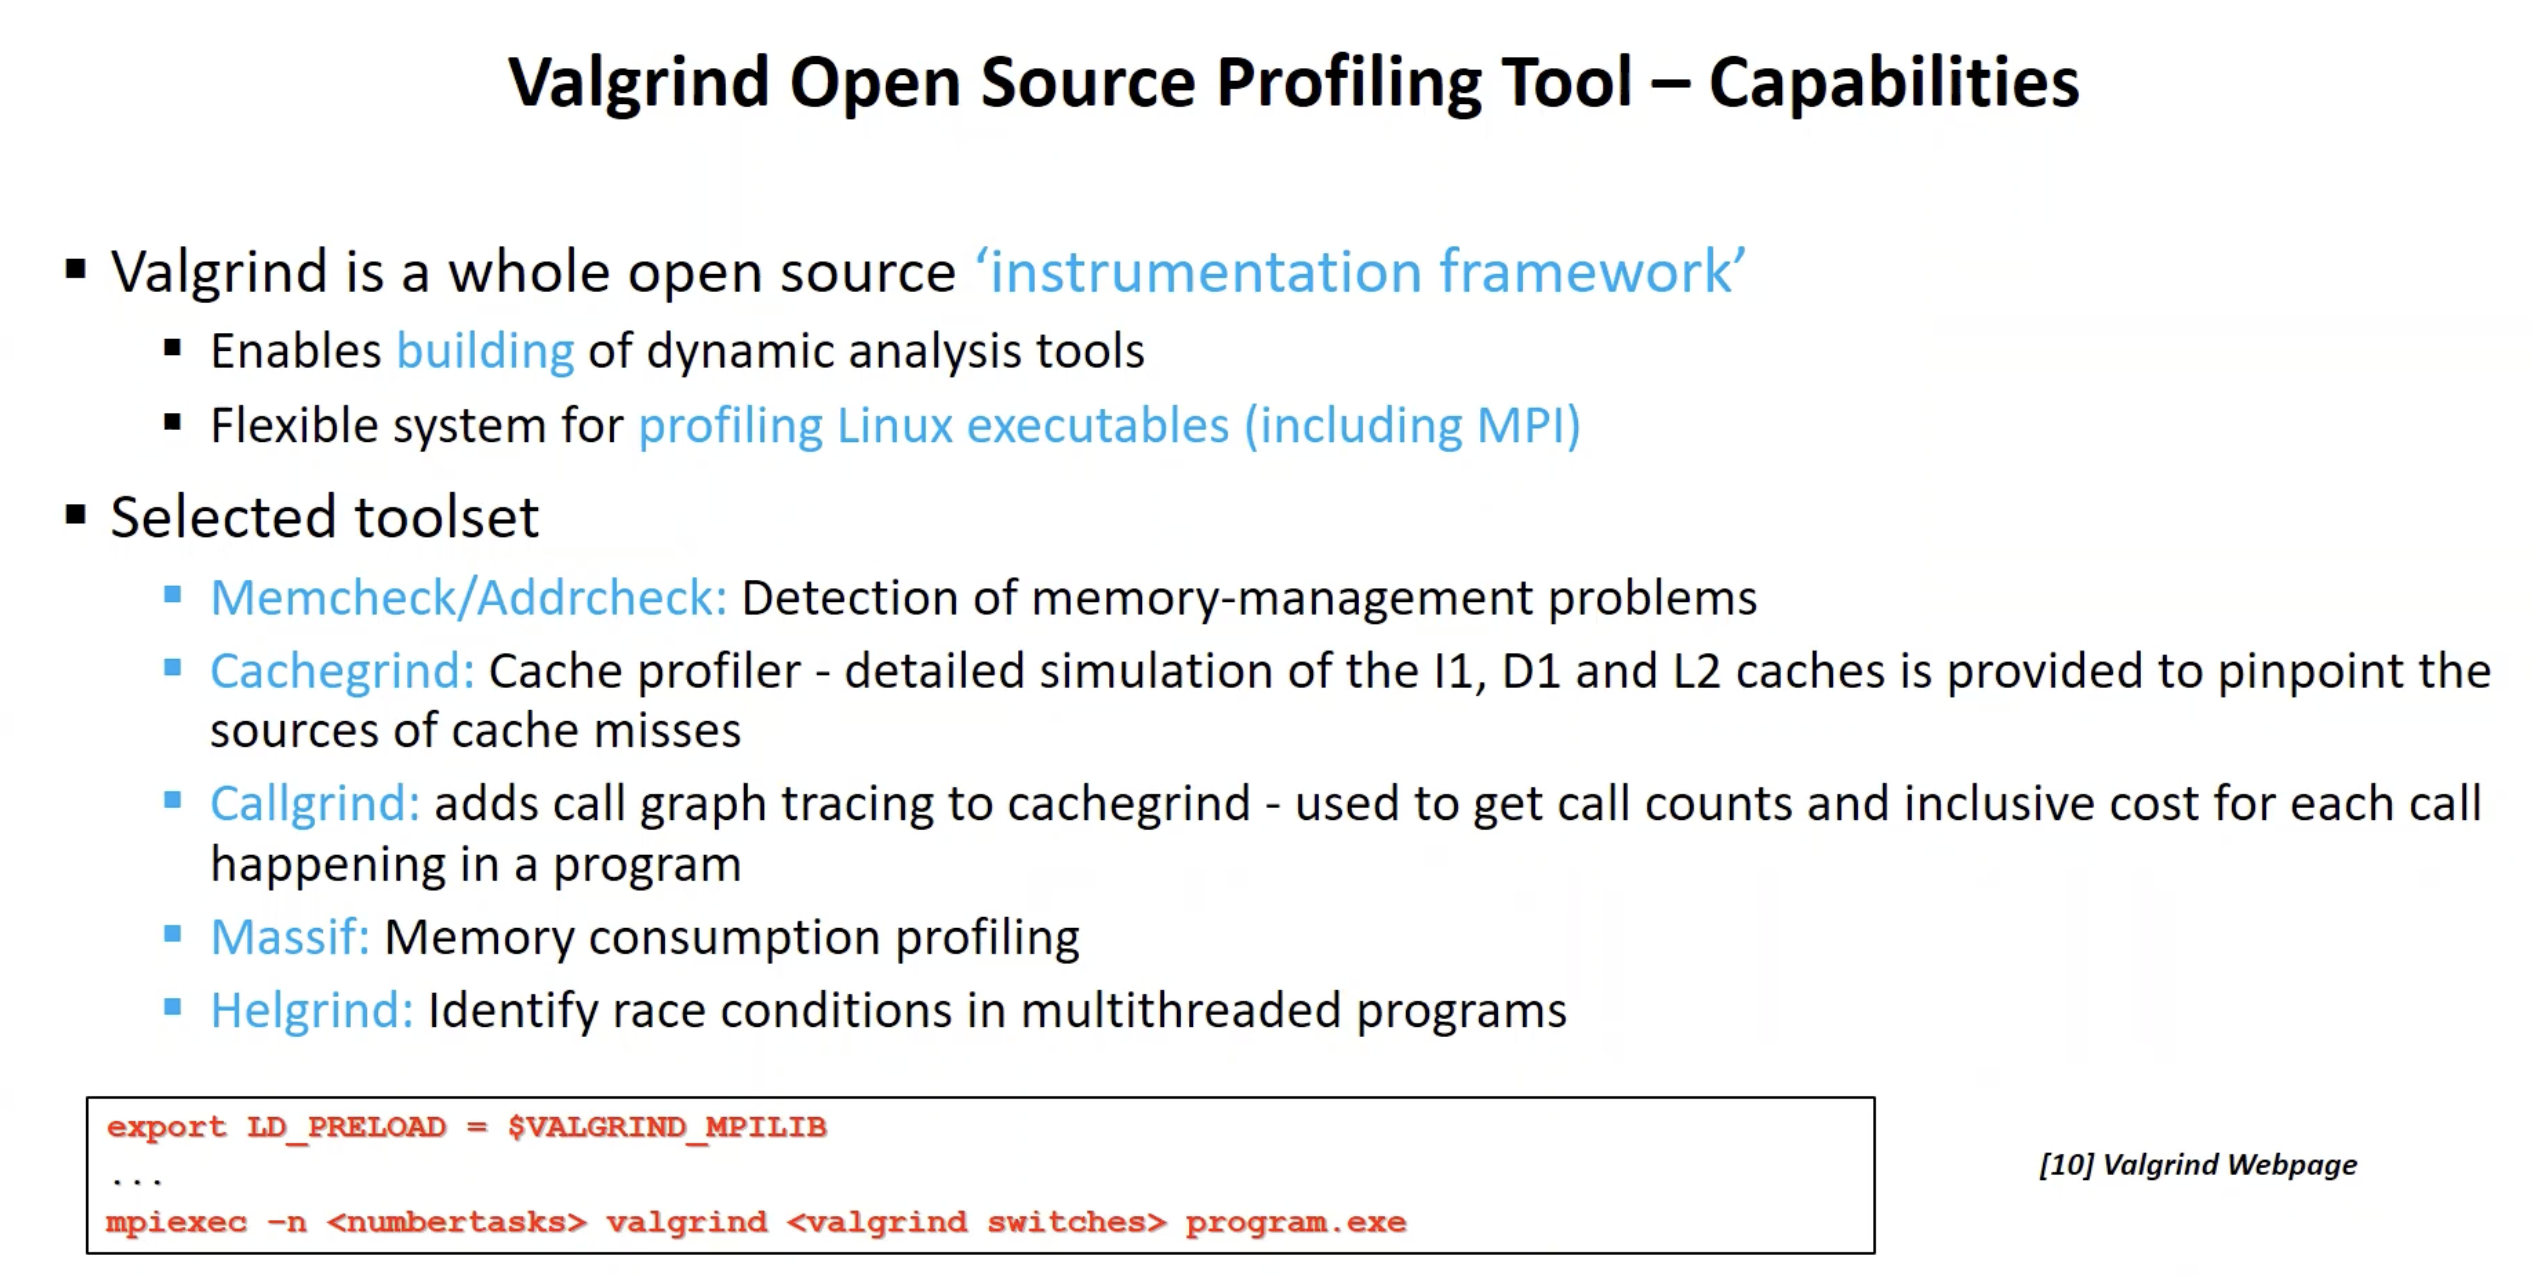 Valgrind Open Source Profiling Tool – Capabilities
▪ Valgrind is a whole open source ‘instrumentation framework’
▪ Enables building of dynamic analysis tools
▪ Flexible system for profiling Linux executables (including MPI)
▪ Selected toolset
▪ Memcheck/Addrcheck: Detection of memory-management problems
▪ Cachegrind: Cache profiler - detailed simulation of the I1, D1 and L2 caches is provided to pinpoint the
sources of cache misses
▪ Callgrind: adds call graph tracing to cachegrind - used to get call counts and inclusive cost for each call
happening in a program
▪ Massif: Memory consumption profiling
▪ Helgrind: Identify race conditions in multithreaded programs
export LD_PRELOAD = $VALGRIND_MPILIB
...
mpiexec –n <numbertasks> valgrind <valgrind switches> program.exe
[10] Valgrind Webpage